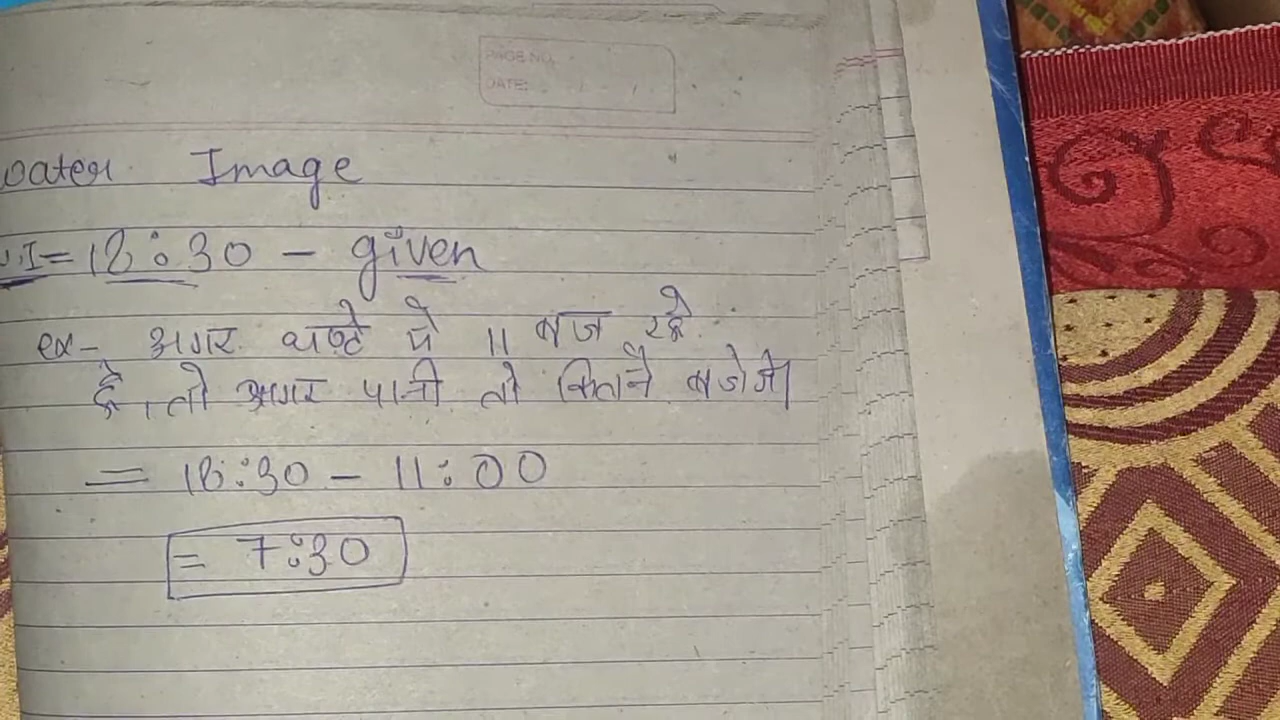 PAGE NO.
DATE:
water Image
W.I = 18:30 - given
ex- अगर घण्टे मे 11 बज रहे
है, तो अगर पानी तो कितने बजेगे।
= 18:30 - 11:00
= 7:30